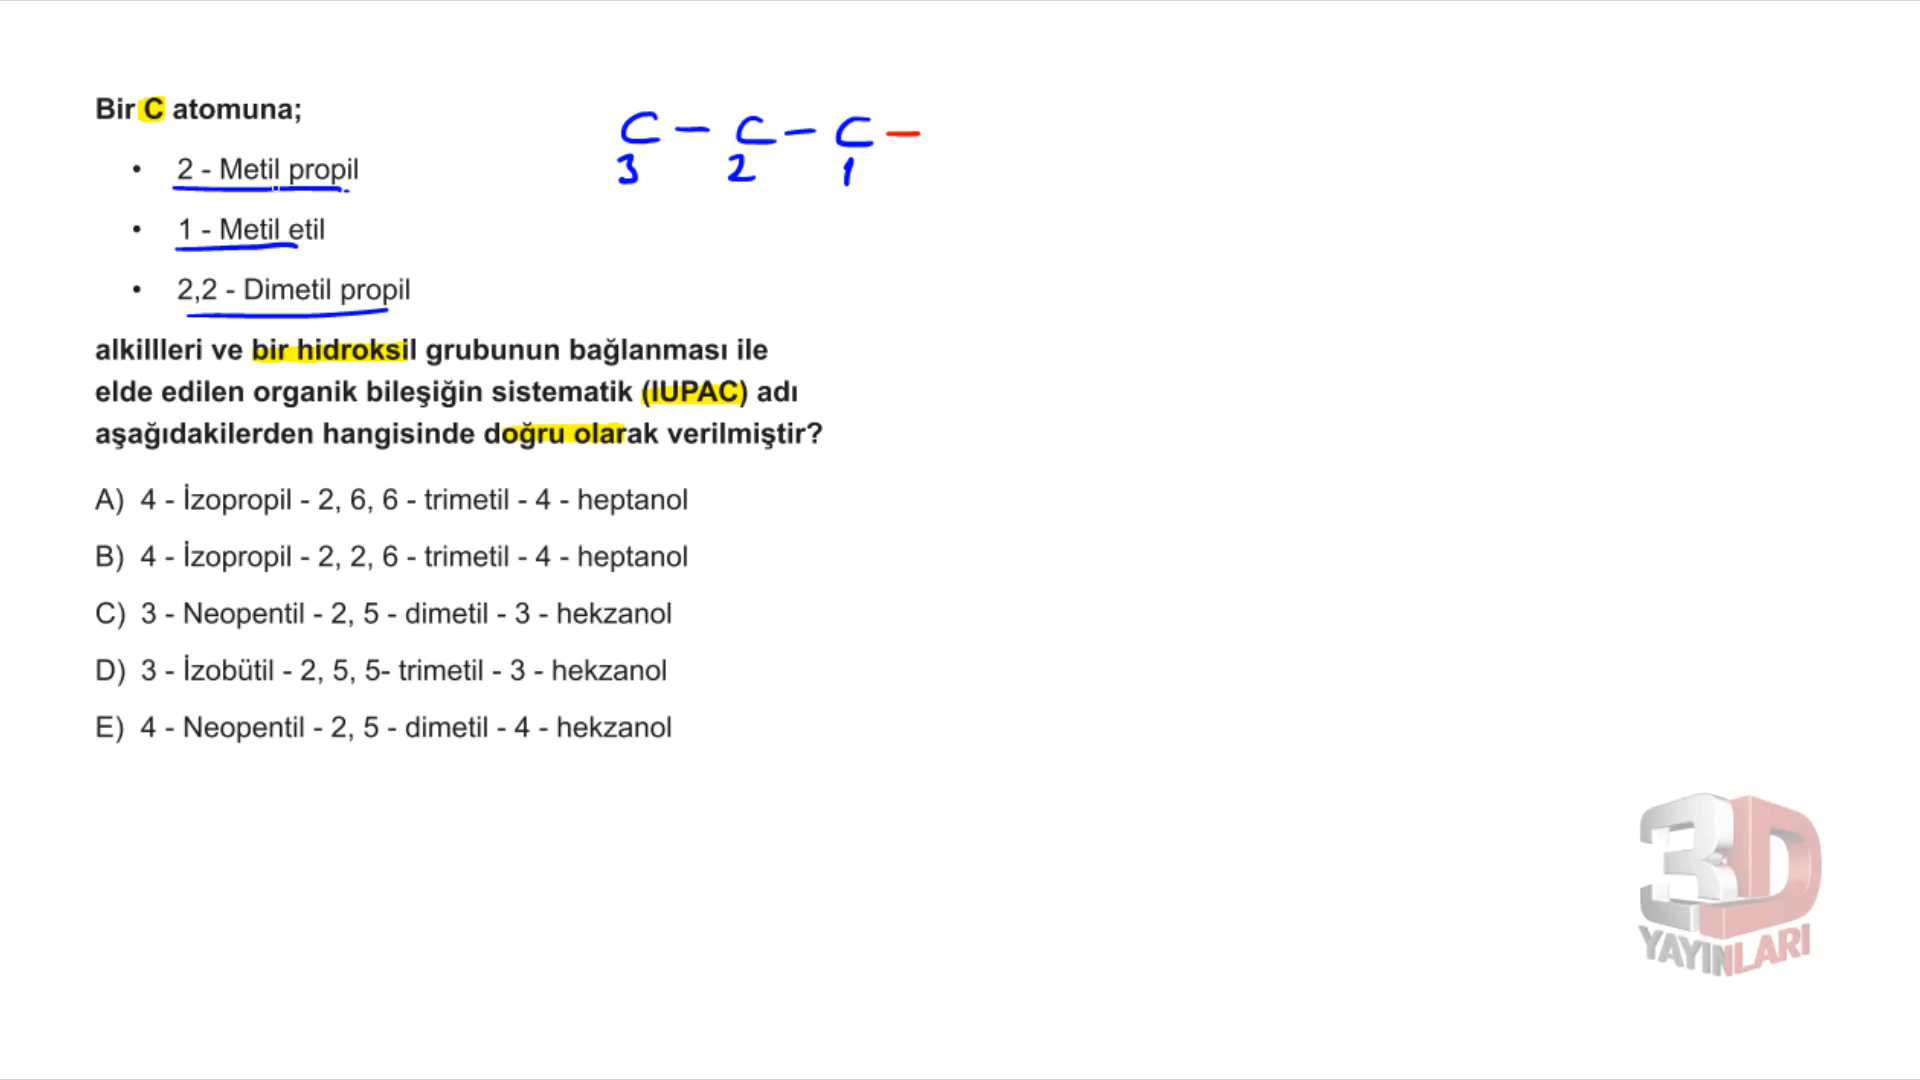 Bir C atomuna;
C - C - C -
3 2 1
• 2 - Metil propil
• 1 - Metil etil
• 2,2 - Dimetil propil
alkillleri ve bir hidroksil grubunun bağlanması ile
elde edilen organik bileşiğin sistematik (IUPAC) adı
aşağıdakilerden hangisinde doğru olarak verilmiştir?
A) 4 - İzopropil - 2, 6, 6 - trimetil - 4 - heptanol
B) 4 - İzopropil - 2, 2, 6 - trimetil - 4 - heptanol
C) 3 - Neopentil - 2, 5 - dimetil - 3 - hekzanol
D) 3 - İzobütil - 2, 5, 5- trimetil - 3 - hekzanol
E) 4 - Neopentil - 2, 5 - dimetil - 4 - hekzanol
3D
YAYINLARI